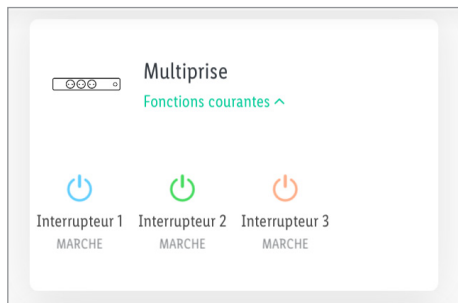 Multiprise
Fonctions courantes
Interrupteur 1 Interrupteur 2 Interrupteur 3
MARCHE MARCHE MARCHE